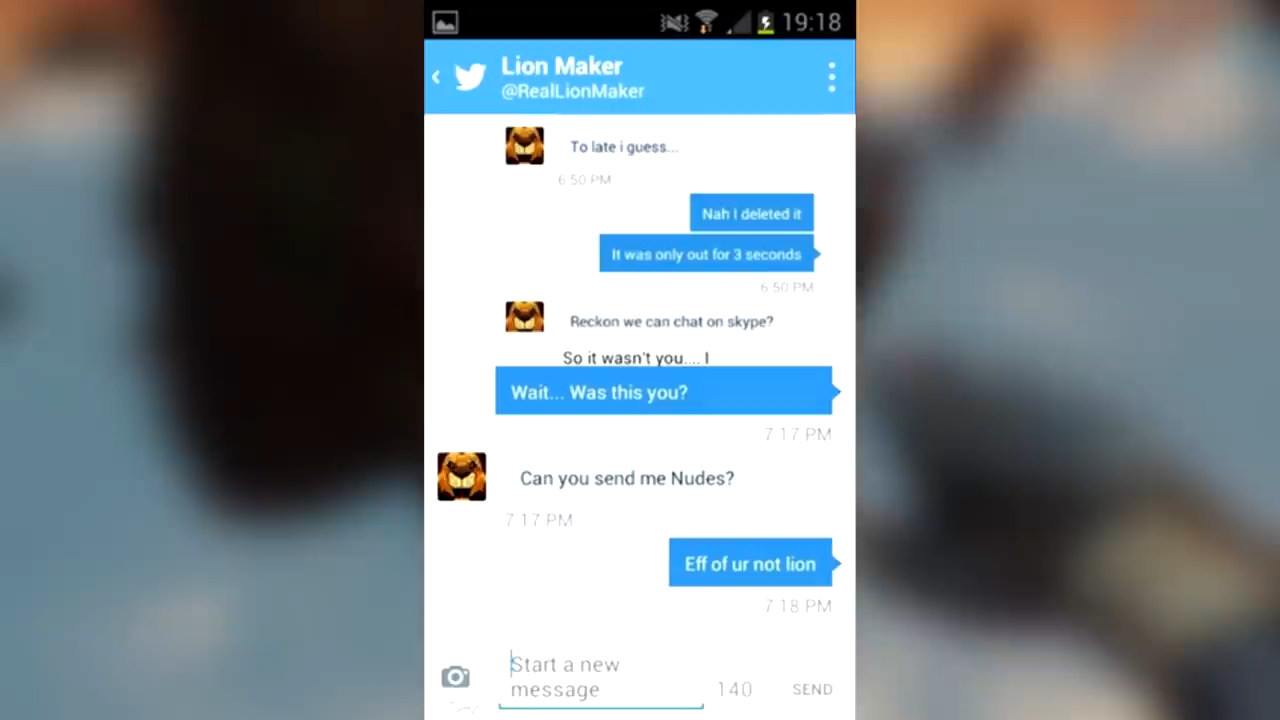 19:18
Lion Maker
@RealLionMaker
To late i guess...
6:50 PM
Nah I deleted it
It was only out for 3 seconds
6:50 PM
Reckon we can chat on skype?
So it wasn't you.... I
Wait... Was this you?
7:17 PM
Can you send me Nudes?
7:17 PM
Eff of ur not lion
7:18 PM
Start a new
message
140
SEND